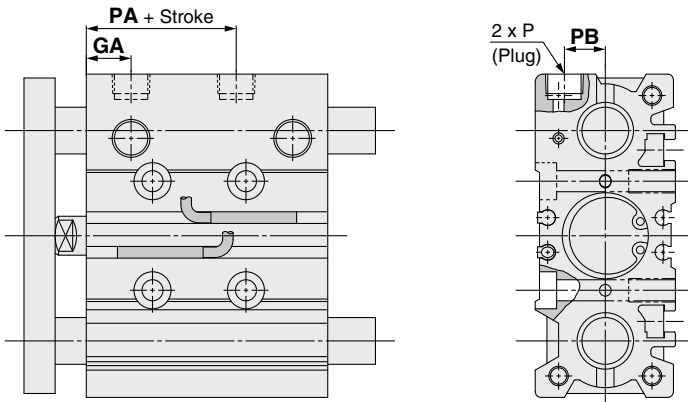 PA + Stroke
GA
2 x P
(Plug)
PB